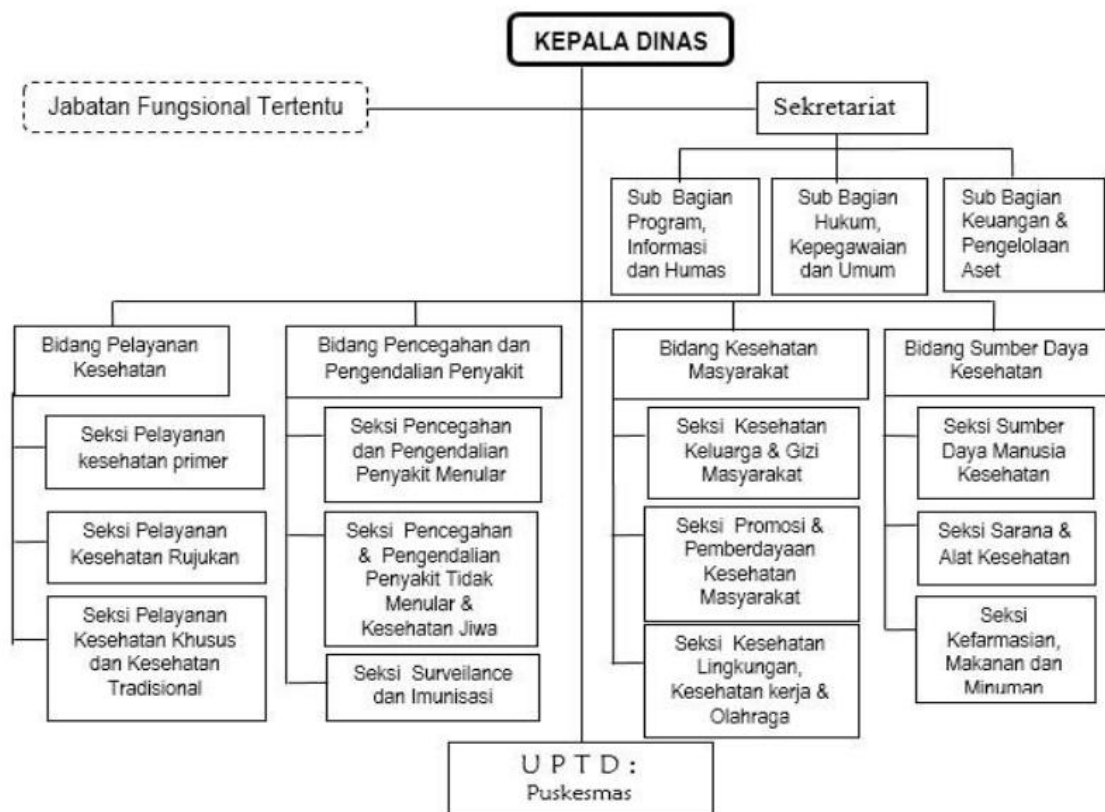 KEPALA DINAS
Jabatan Fungsional Tertentu
Sekretariat
Sub Bagian
Program,
Informasi
dan Humas
Sub Bagian
Hukum,
Kepegawaian
dan Umum
Sub Bagian
Keuangan &
Pengelolaan
Aset
Bidang Pelayanan
Kesehatan
Seksi Pelayanan
kesehatan primer
Seksi Pelayanan
Kesehatan Rujukan
Seksi Pelayanan
Kesehatan Khusus
dan Kesehatan
Tradisional
Bidang Pencegahan dan
Pengendalian Penyakit
Seksi Pencegahan
dan Pengendalian
Penyakit Menular
Seksi Pencegahan
& Pengendalian
Penyakit Tidak
Menular &
Kesehatan Jiwa
Seksi Surveilance
dan Imunisasi
Bidang Kesehatan
Masyarakat
Seksi Kesehatan
Keluarga & Gizi
Masyarakat
Seksi Promosi &
Pemberdayaan
Kesehatan
Masyarakat
Seksi Kesehatan
Lingkungan,
Kesehatan kerja &
Olahraga
Bidang Sumber Daya
Kesehatan
Seksi Sumber
Daya Manusia
Kesehatan
Seksi Sarana &
Alat Kesehatan
Seksi
Kefarmasian,
Makanan dan
Minuman
U P T D :
Puskesmas